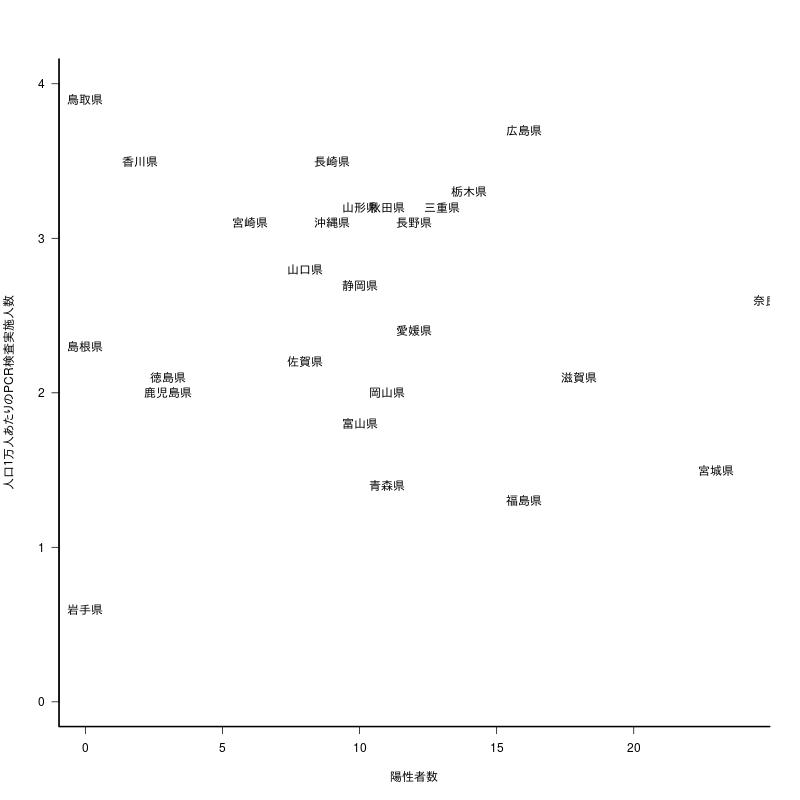 4
鳥取県
広島県
香川県
長崎県
栃木県
山形県
秋田県
三重県
宮崎県
沖縄県
長野県
3
山口県
静岡県
奈良
愛媛県
島根県
佐賀県
徳島県
滋賀県
2
鹿児島県
岡山県
富山県
宮城県
青森県
福島県
1
岩手県
0
人口1万人あたりのPCR検査実施人数
0 5 10 15 20
陽性者数